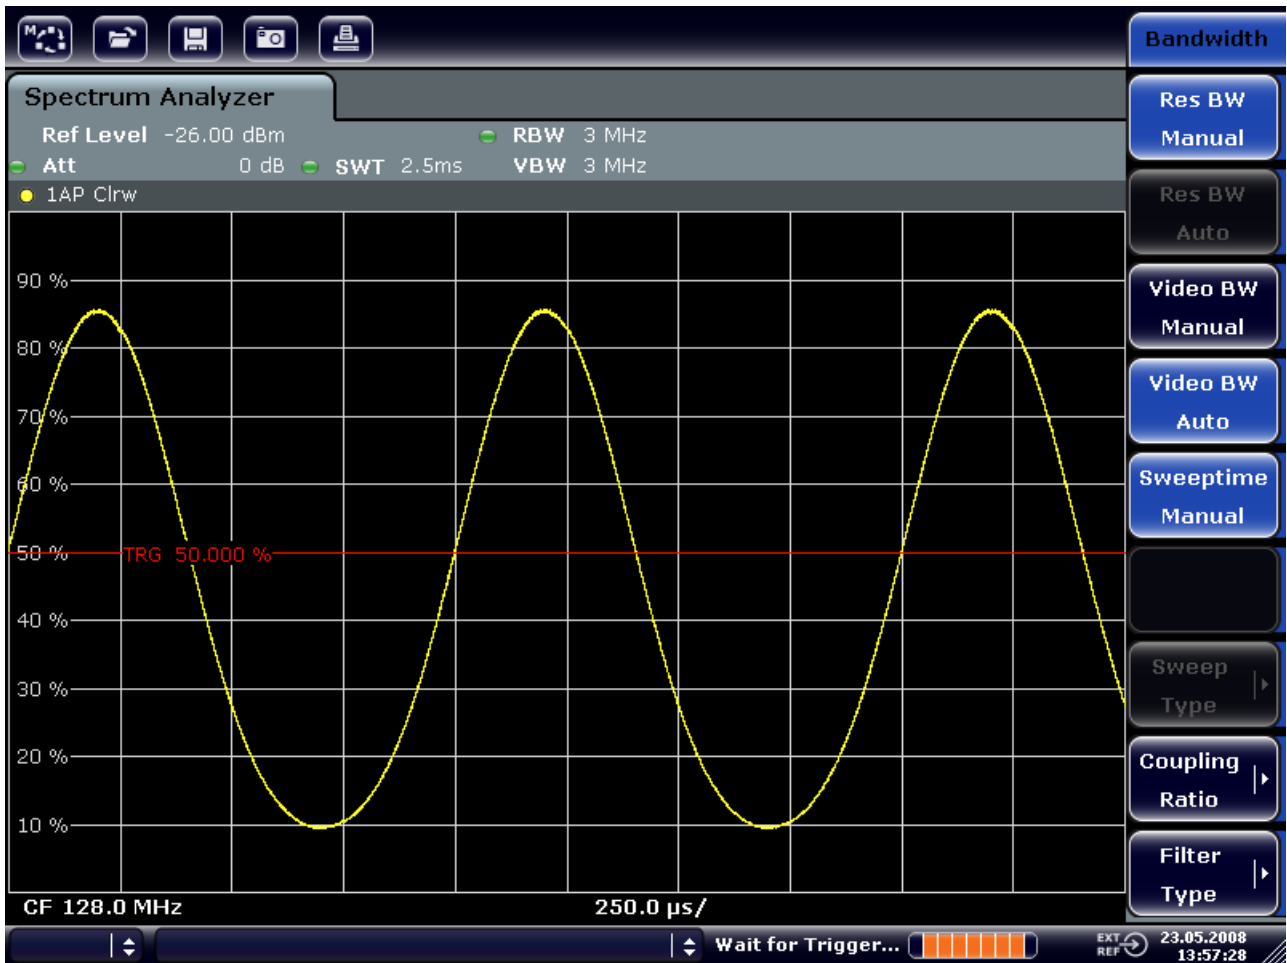 M
Bandwidth
Spectrum Analyzer
Ref Level -26.00 dBm
RBW 3 MHz
Att 0 dB
SWT 2.5ms
VBW 3 MHz
1AP Clrw
90 %
80 %
70 %
60 %
50 %
TRG 50.000 %
40 %
30 %
20 %
10 %
CF 128.0 MHz
250.0 µs/
Res BW
Manual
Res BW
Auto
Video BW
Manual
Video BW
Auto
Sweeptime
Manual
Sweep
Type
Coupling
Ratio
Filter
Type
Wait for Trigger...
EXT
REF
23.05.2008
13:57:28